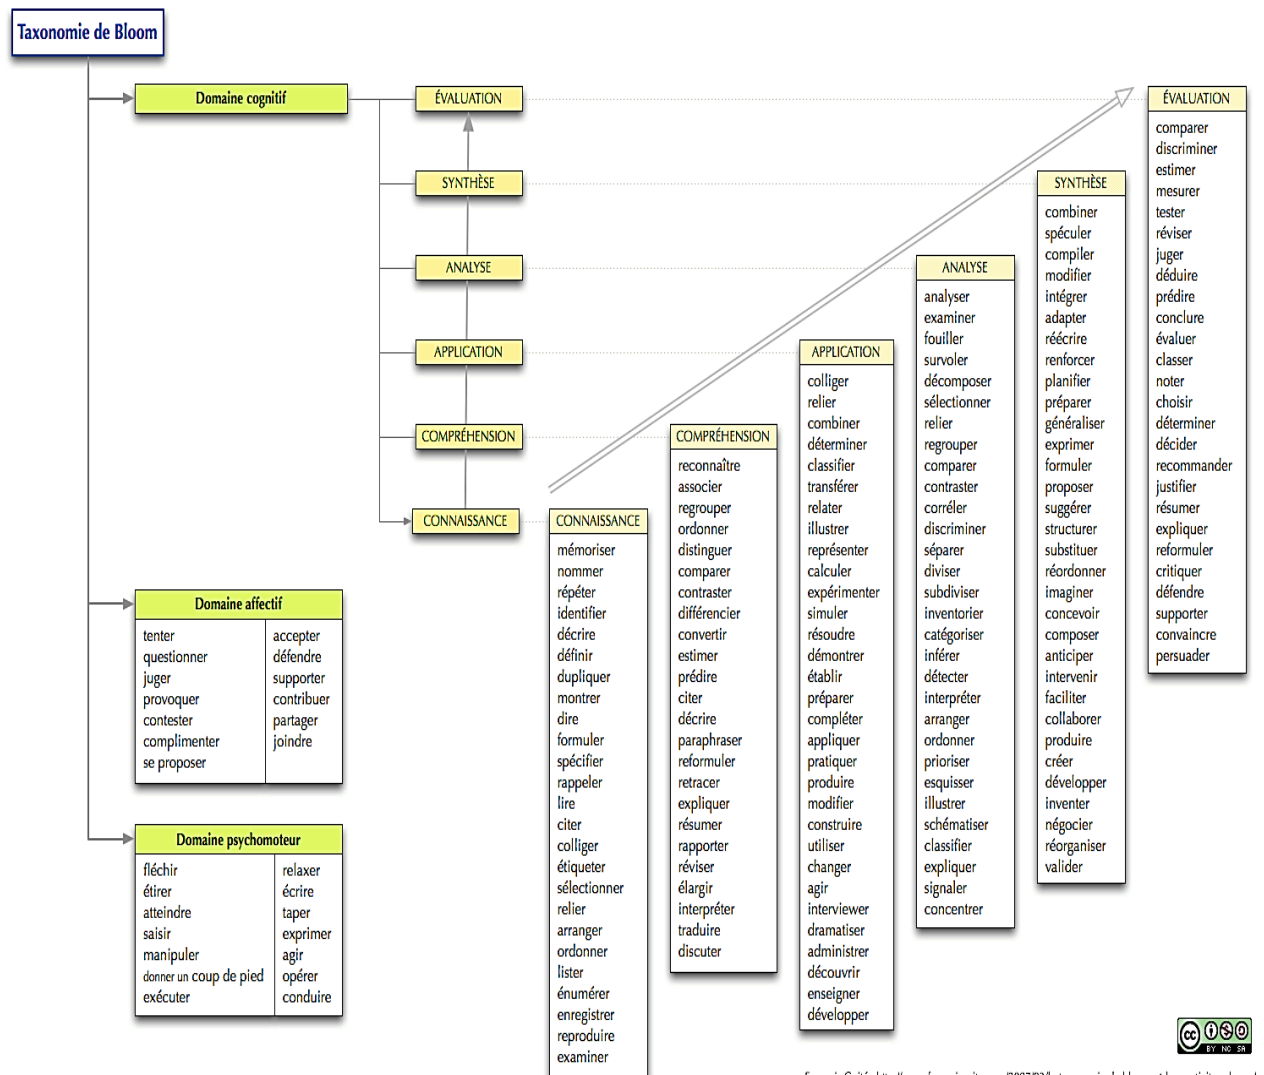 Taxonomie de Bloom
Domaine cognitif
ÉVALUATION
SYNTHÈSE
ANALYSE
APPLICATION
COMPRÉHENSION
CONNAISSANCE
Domaine affectif
tenter
questionner
juger
provoquer
contester
complimenter
se proposer
accepter
défendre
supporter
contribuer
partager
joindre
Domaine psychomoteur
fléchir
étirer
atteindre
saisir
manipuler
donner un coup de pied
exécuter
relaxer
écrire
taper
exprimer
agir
opérer
conduire
CONNAISSANCE
mémoriser
nommer
répéter
identifier
décrire
définir
dupliquer
montrer
dire
formuler
spécifier
rappeler
lire
citer
colliger
étiqueter
sélectionner
relier
arranger
ordonner
lister
énumérer
enregistrer
reproduire
examiner
COMPRÉHENSION
reconnaître
associer
regrouper
ordonner
distinguer
comparer
contraster
différencier
convertir
estimer
prédire
citer
décrire
paraphraser
reformuler
retracer
expliquer
résumer
rapporter
réviser
élargir
interpréter
traduire
discuter
APPLICATION
colliger
relier
combiner
déterminer
classifier
transférer
relater
illustrer
représenter
calculer
expérimenter
simuler
résoudre
démontrer
établir
préparer
compléter
appliquer
pratiquer
produire
modifier
construire
utiliser
changer
agir
interviewer
dramatiser
administrer
découvrir
enseigner
développer
ANALYSE
analyser
examiner
fouiller
survoler
décomposer
sélectionner
relier
regrouper
comparer
contraster
corréler
discriminer
séparer
diviser
subdiviser
inventorier
catégoriser
inférer
détecter
interpréter
arranger
ordonner
prioriser
esquisser
illustrer
schématiser
classifier
expliquer
signaler
concentrer
SYNTHÈSE
combiner
spéculer
compiler
modifier
intégrer
adapter
réécrire
renforcer
planifier
préparer
généraliser
exprimer
formuler
proposer
suggérer
structurer
substituer
réordonner
imaginer
concevoir
composer
anticiper
intervenir
faciliter
collaborer
produire
créer
développer
inventer
négocier
réorganiser
valider
ÉVALUATION
comparer
discriminer
estimer
mesurer
tester
réviser
juger
déduire
prédire
conclure
évaluer
classer
noter
choisir
déterminer
décider
recommander
justifier
résumer
expliquer
reformuler
critiquer
défendre
supporter
convaincre
persuader
cc
BY NC SA